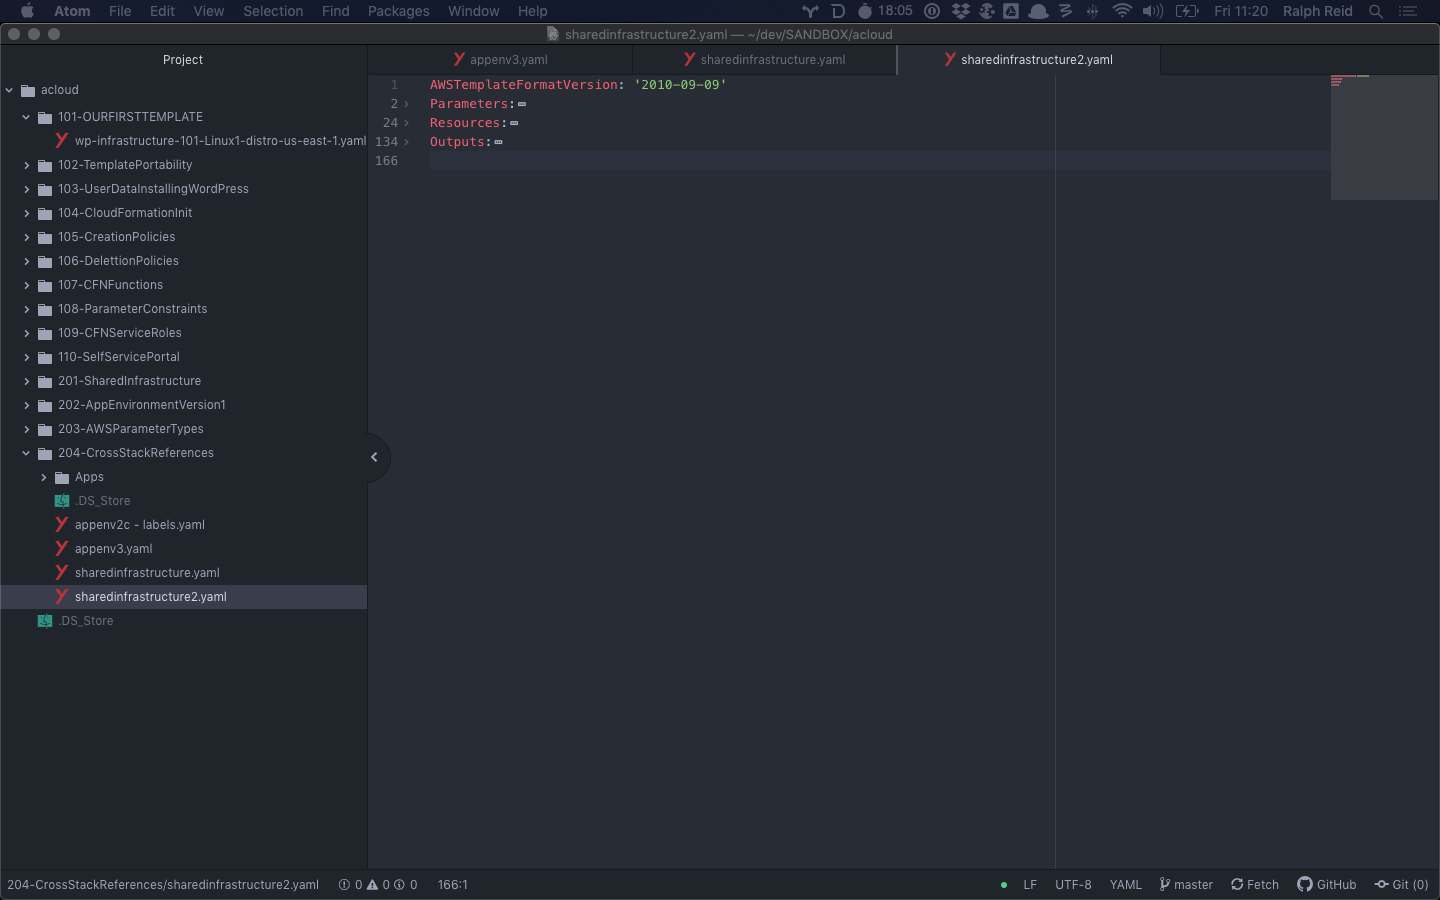 Atom File Edit View Selection Find Packages Window Help 18:05 Fri 11:20 Ralph Reid
sharedinfrastructure2.yaml — ~/dev/SANDBOX/acloud
Project
acloud
101-OURFIRSTTEMPLATE
wp-infrastructure-101-Linux1-distro-us-east-1.yaml
102-TemplatePortability
103-UserDataInstallingWordPress
104-CloudFormationInit
105-CreationPolicies
106-DelettionPolicies
107-CFNFunctions
108-ParameterConstraints
109-CFNServiceRoles
110-SelfServicePortal
201-SharedInfrastructure
202-AppEnvironmentVersion1
203-AWSParameterTypes
204-CrossStackReferences
Apps
.DS_Store
appenv2c - labels.yaml
appenv3.yaml
sharedinfrastructure.yaml
sharedinfrastructure2.yaml
.DS_Store
appenv3.yaml sharedinfrastructure.yaml sharedinfrastructure2.yaml
1 AWSTemplateFormatVersion: '2010-09-09'
2 Parameters:
24 Resources:
134 Outputs:
166
204-CrossStackReferences/sharedinfrastructure2.yaml 0 0 0 166:1 LF UTF-8 YAML master Fetch GitHub Git (0)